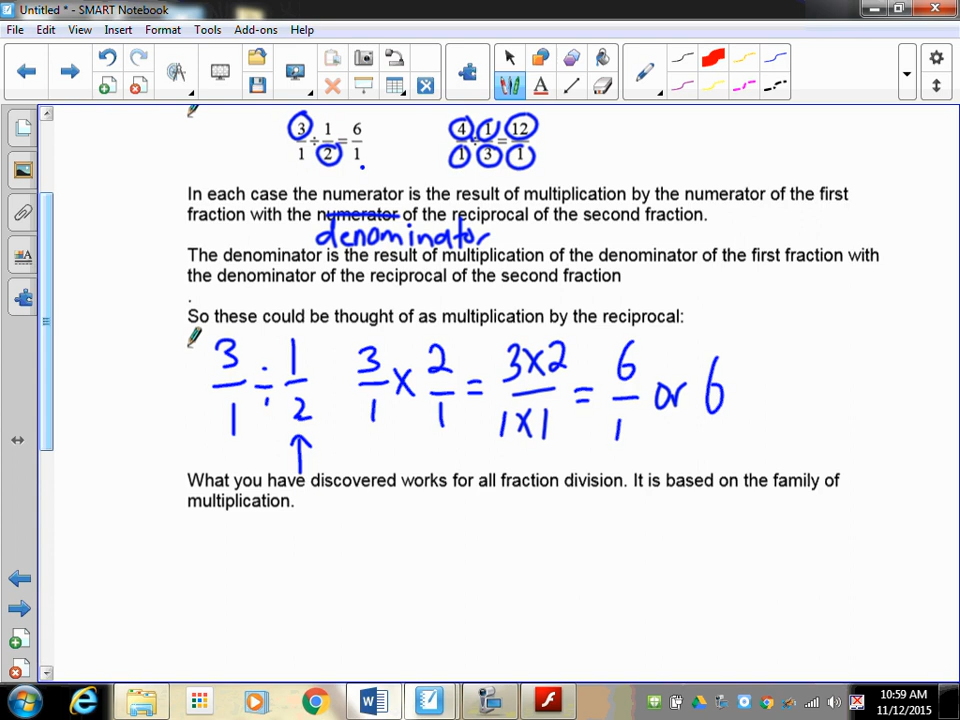 Untitled * - SMART Notebook
File Edit View Insert Format Tools Add-ons Help
3/1 ÷ 1/2 = 6/1 4/1 ÷ 1/3 = 12/1
In each case the numerator is the result of multiplication by the numerator of the first
fraction with the numerator of the reciprocal of the second fraction.
denominator
The denominator is the result of multiplication of the denominator of the first fraction with
the denominator of the reciprocal of the second fraction
.
So these could be thought of as multiplication by the reciprocal:
3/1 ÷ 1/2 3/1 x 2/1 = 3x2/1x1 = 6/1 or 6
What you have discovered works for all fraction division. It is based on the family of
multiplication.
10:59 AM
11/12/2015